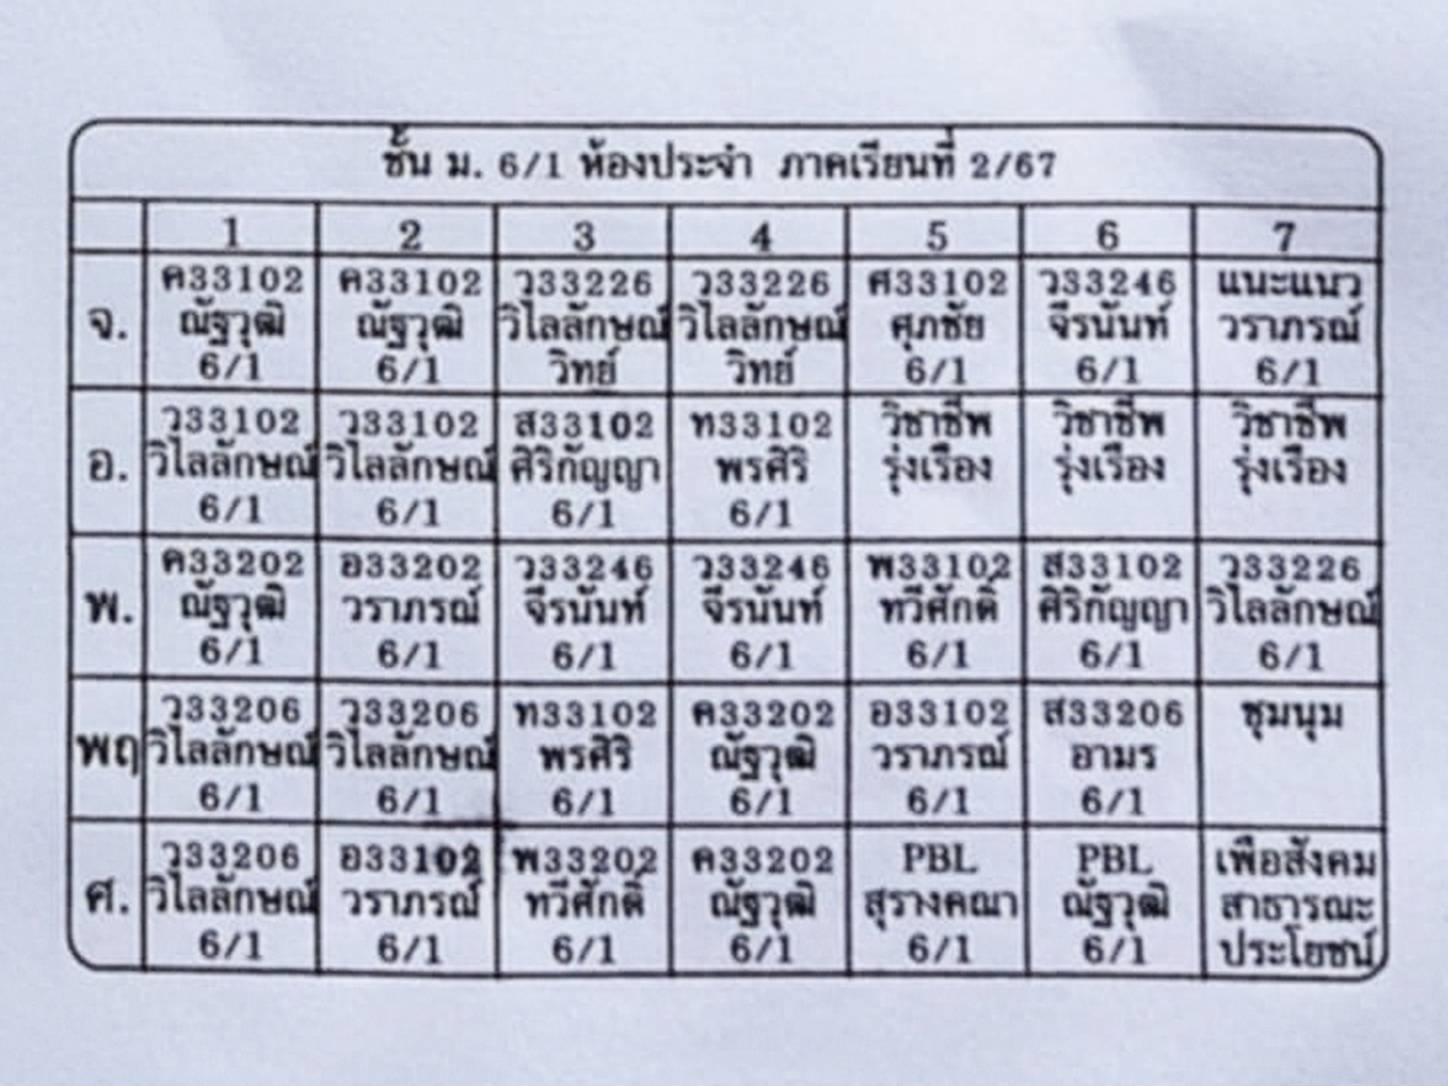 ชั้น ม. 6/1 ห้องประจำ ภาคเรียนที่ 2/67
1 2 3 4 5 6 7
ค33102 ค33102 ว33226 ว33226 ศ33102 ว33246 แนะแนว
จ. ณัฐวุฒิ ณัฐวุฒิ วิไลลักษณ์ วิไลลักษณ์ ศุภชัย จีรนันท์ วราภรณ์
6/1 6/1 วิทย์ วิทย์ 6/1 6/1 6/1
ว33102 ว33102 ส33102 ท33102 วิชาชีพ วิชาชีพ วิชาชีพ
อ. วิไลลักษณ์ วิไลลักษณ์ ศิริกัญญา พรศิริ รุ่งเรือง รุ่งเรือง รุ่งเรือง
6/1 6/1 6/1 6/1
ค33202 อ33202 ว33246 ว33246 พ33102 ส33102 ว33226
พ. ณัฐวุฒิ วราภรณ์ จีรนันท์ จีรนันท์ ทวีศักดิ์ ศิริกัญญา วิไลลักษณ์
6/1 6/1 6/1 6/1 6/1 6/1 6/1
ว33206 ว33206 ท33102 ค33202 อ33102 ส33206 ชุมนุม
พฤ วิไลลักษณ์ วิไลลักษณ์ พรศิริ ณัฐวุฒิ วราภรณ์ อามร
6/1 6/1 6/1 6/1 6/1 6/1
ว33206 อ33102 พ33202 ค33202 PBL PBL เพื่อสังคม
ศ. วิไลลักษณ์ วราภรณ์ ทวีศักดิ์ ณัฐวุฒิ สุรางคณา ณัฐวุฒิ สาธารณะ
6/1 6/1 6/1 6/1 6/1 6/1 ประโยชน์